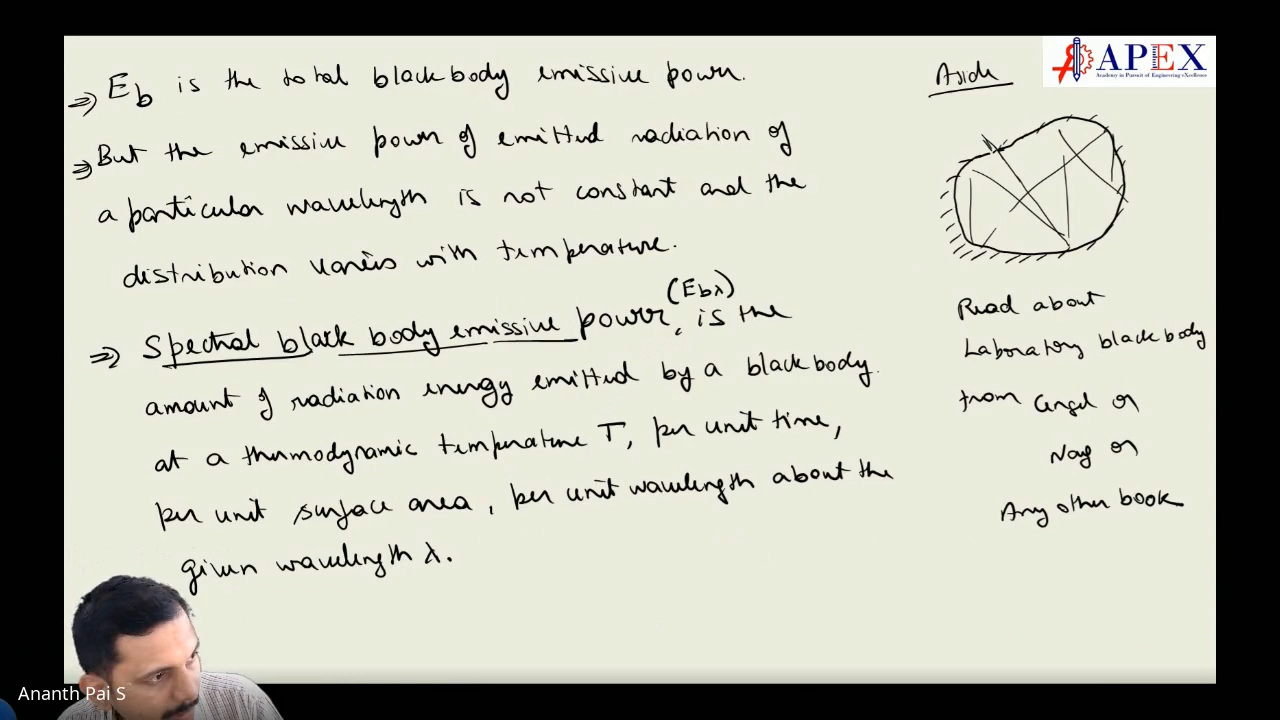 ⇒) Eb is the total black body emissive power.
⇒ But the emissive power of emitted radiation of
a particular wavelength is not constant and the
distribution varies with temperature.
(Ebλ)
⇒) Spectral black body emissive power, is the
amount of radiation energy emitted by a black body
at a thermodynamic temperature T, per unit time,
per unit surface area, per unit wavelength about the
given wavelength λ.
Aside
Read about
Laboratory black body
from Cengel or
Nag or
Any other book
APEX
Academy in Pursuit of Engineering eXcellence
Ananth Pai S